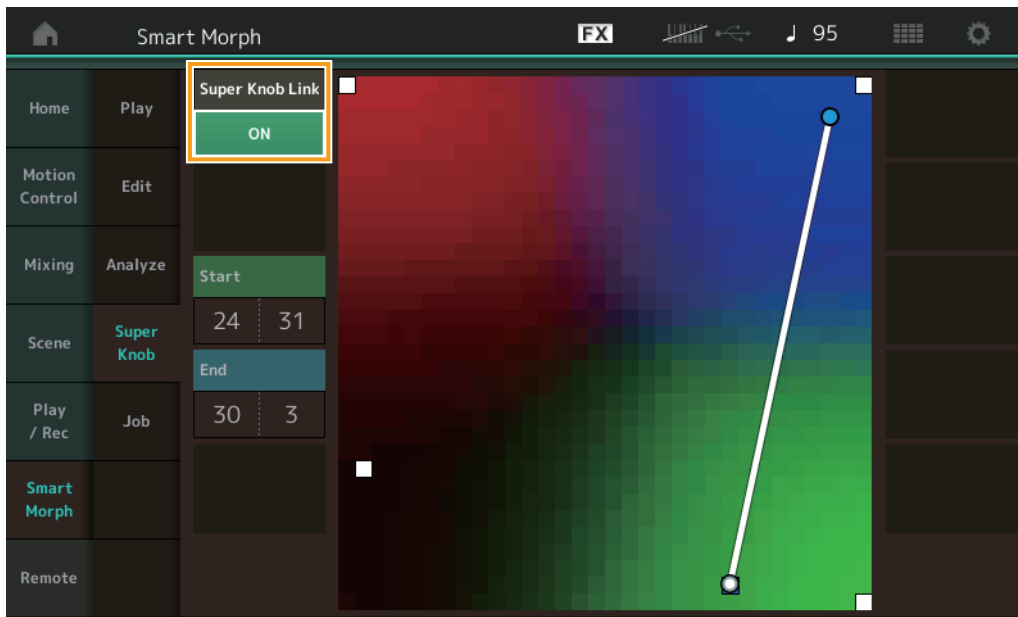 Smart Morph
FX
♩ 95
Home
Motion
Control
Mixing
Scene
Play
/ Rec
Smart
Morph
Remote
Play
Edit
Analyze
Super
Knob
Job
Super Knob Link
ON
Start
24 31
End
30 3